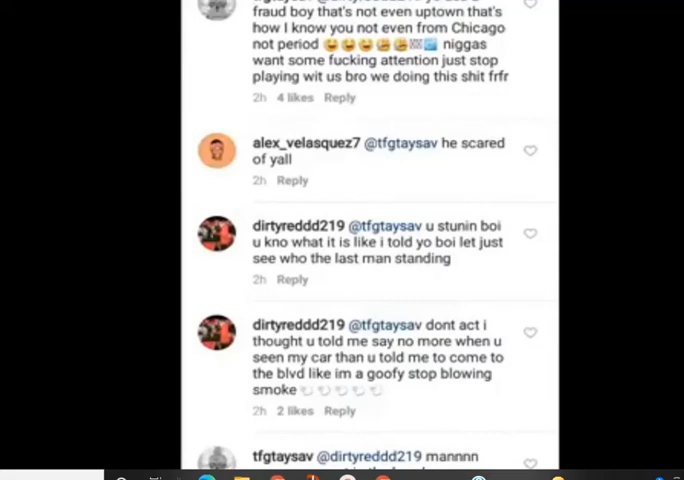 fraud boy that's not even uptown that's
how I know you not even from Chicago
not period 😂😂😂🤣🤣 niggas
want some fucking attention just stop
playing wit us bro we doing this shit frfr
2h 4 likes Reply
alex_velasquez7 @tfgtaysav he scared
of yall
2h Reply
dirtyreddd219 @tfgtaysav u stunin boi
u kno what it is like i told yo boi let just
see who the last man standing
2h Reply
dirtyreddd219 @tfgtaysav dont act i
thought u told me say no more when u
seen my car than u told me to come to
the blvd like im a goofy stop blowing
smoke
2h 2 likes Reply
tfgtaysav @dirtyreddd219 mannnn